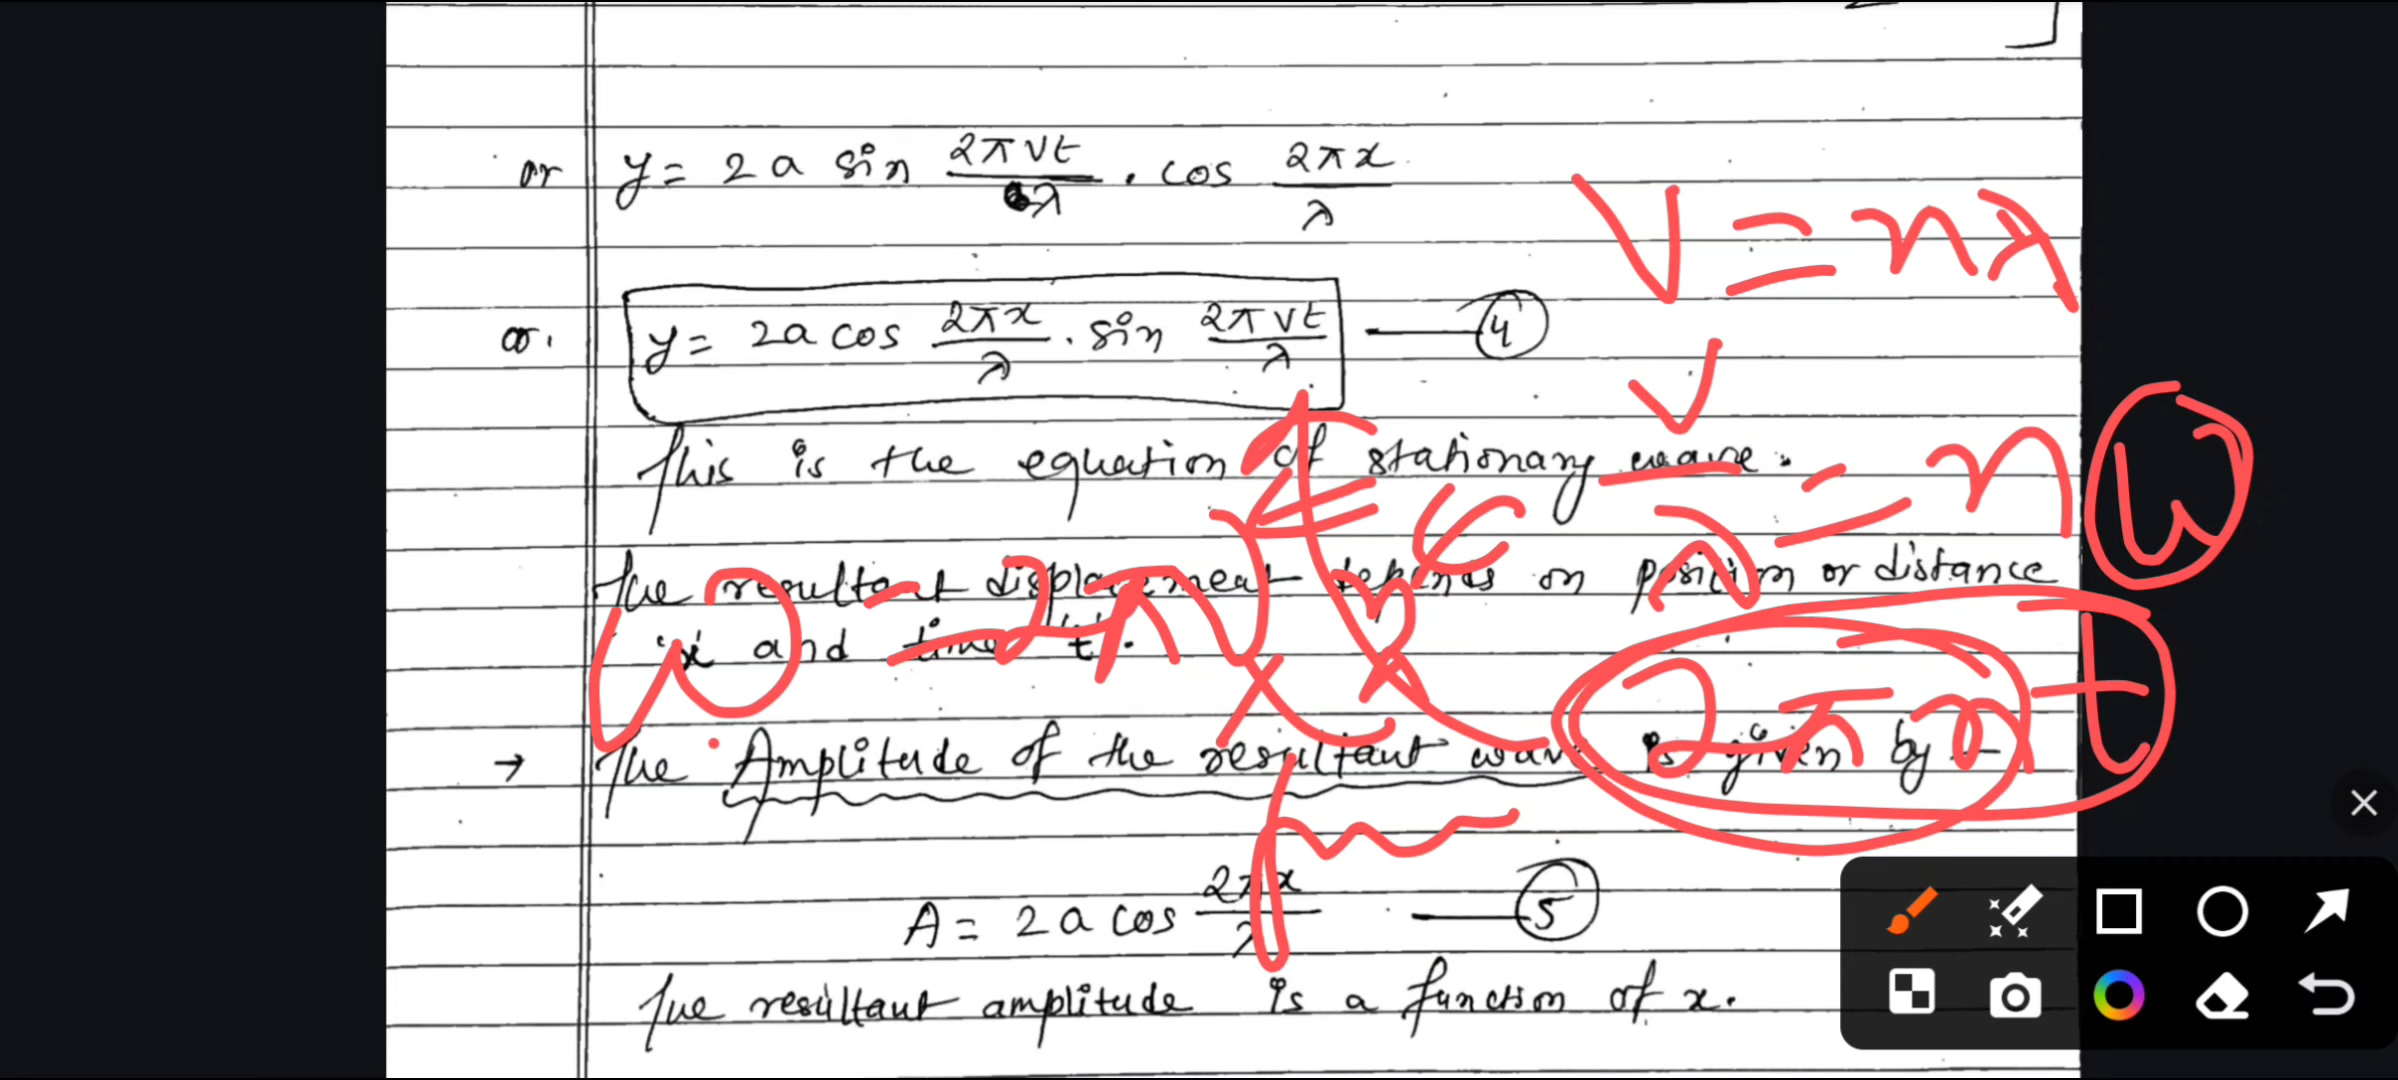 or y = 2a sin 2πvt/λ . cos 2πx/λ
V = nλ
or. y = 2a cos 2πx/λ . sin 2πvt/λ —— 4
V/λ = n
ω
This is the equation of stationary wave.
The resultant displacement depends on position or distance
'x' and time 't'.
ω = 2πn
2πn t
→ The Amplitude of the resultant wave is given by –
A = 2a cos 2πx/λ —— 5
The resultant amplitude is a function of x.